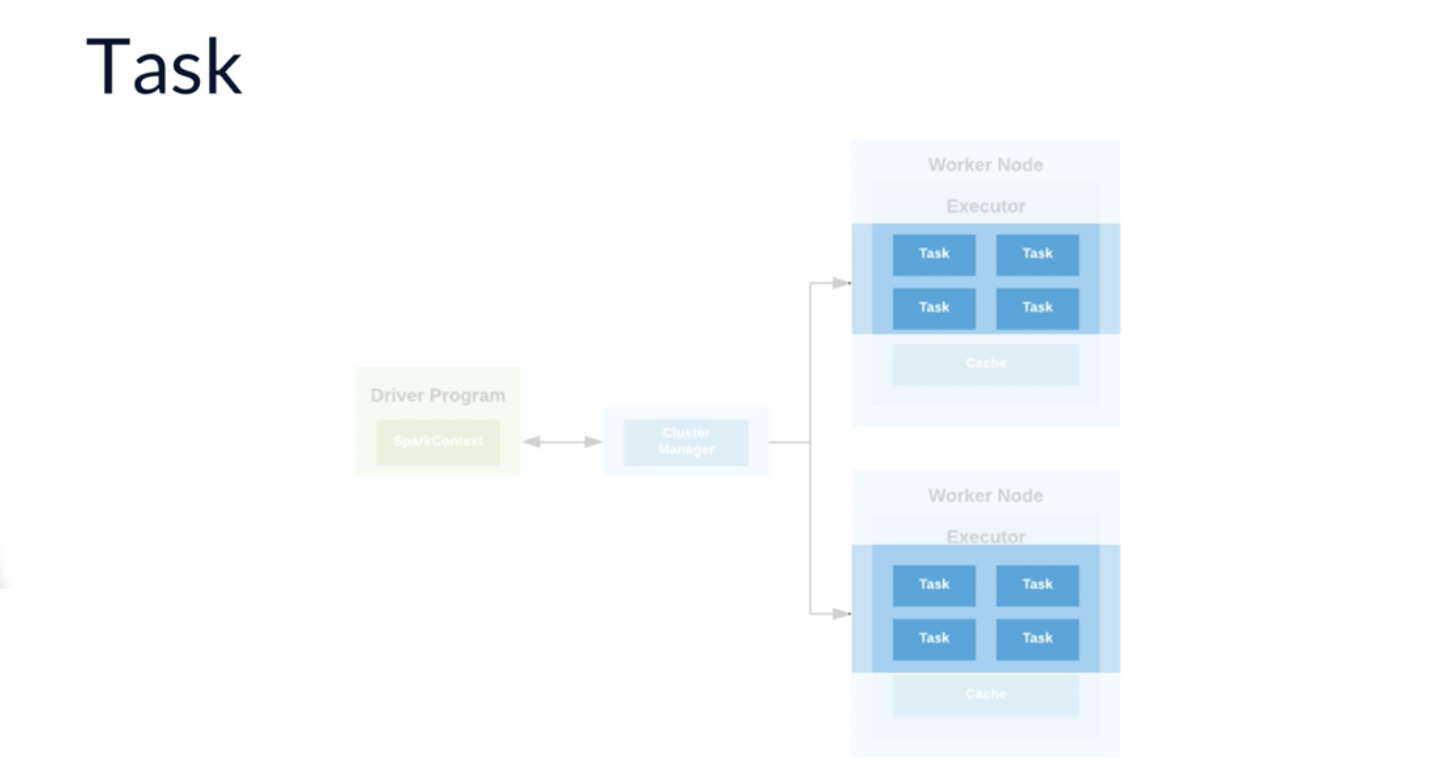 Task
Worker Node
Executor
Task Task
Task Task
Cache
Driver Program
SparkContext
Cluster
Manager
Worker Node
Executor
Task Task
Task Task
Cache